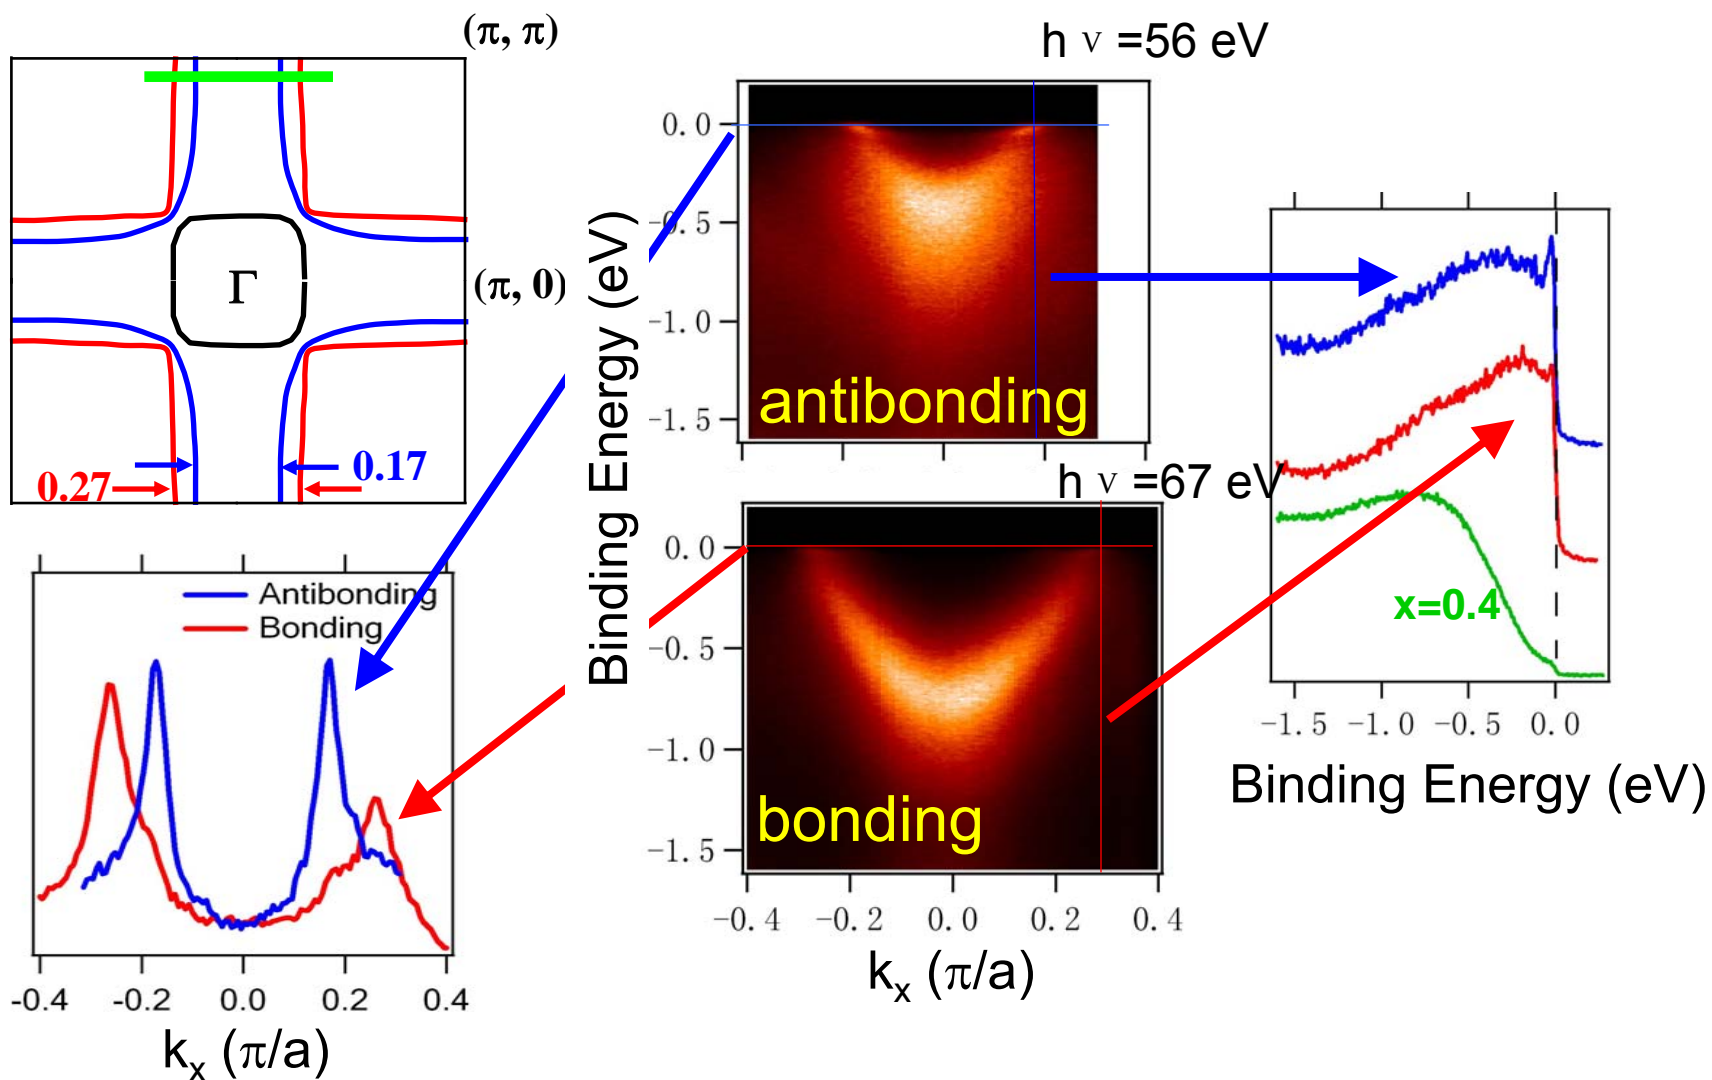 (π, π)
Γ
(π, 0)
0.27
0.17
Antibonding
Bonding
-0.4 -0.2 0.0 0.2 0.4
kx (π/a)
Binding Energy (eV)
h ν =56 eV
0.0
-0.5
-1.0
-1.5
antibonding
h ν =67 eV
0.0
-0.5
-1.0
-1.5
bonding
-0.4 -0.2 0.0 0.2 0.4
kx (π/a)
x=0.4
-1.5 -1.0 -0.5 0.0
Binding Energy (eV)